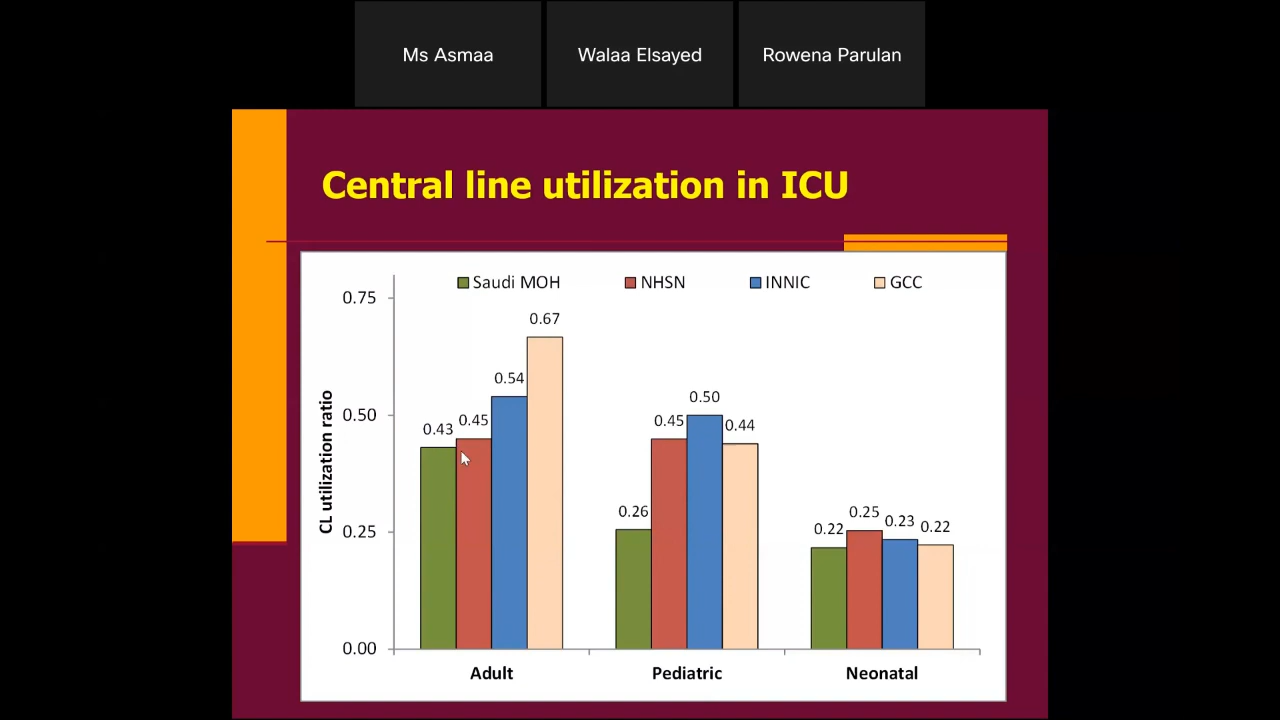 Ms Asmaa
Walaa Elsayed
Rowena Parulan
Central line utilization in ICU
Saudi MOH
NHSN
INNIC
GCC
CL utilization ratio
0.75
0.50
0.25
0.00
0.43
0.45
0.54
0.67
0.26
0.45
0.50
0.44
0.22
0.25
0.23
0.22
Adult
Pediatric
Neonatal